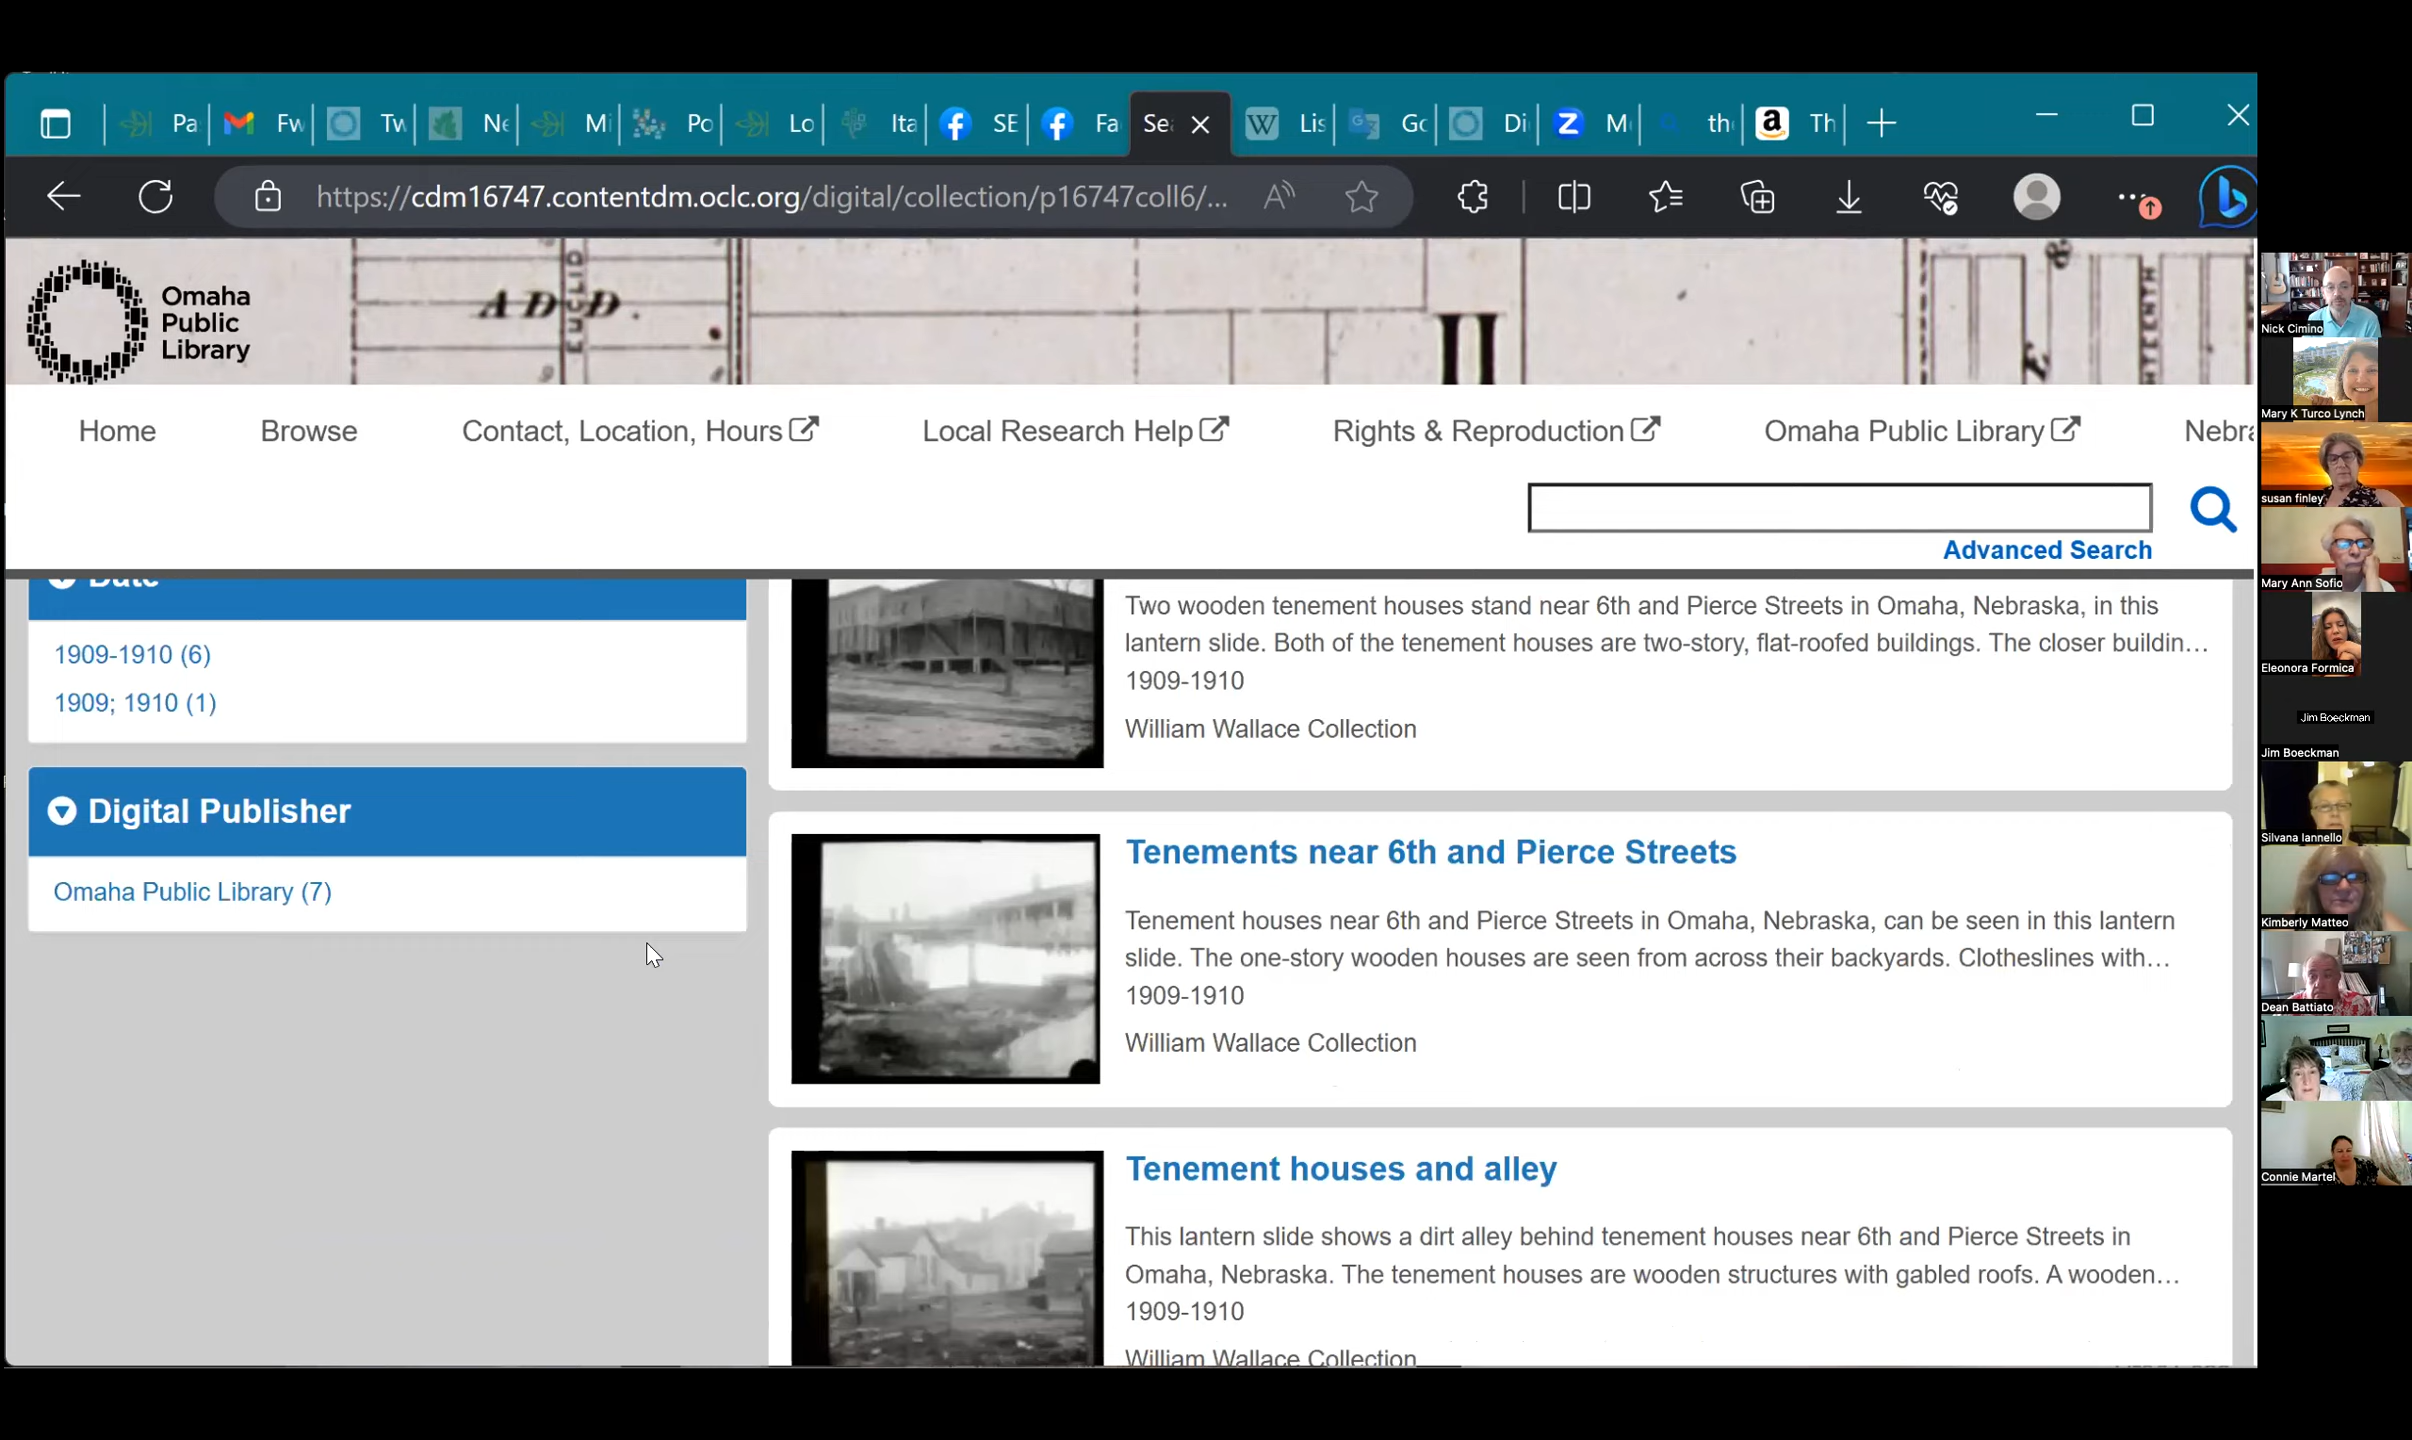 Pa
Fw
Tw
Ne
Mi
Po
Lo
Ita
SE
Fa
Se
Lis
Gc
Di
M
th
Th
https://cdm16747.contentdm.oclc.org/digital/collection/p16747coll6/...
Omaha
Public
Library
ADD.
EUCLID
II
Home
Browse
Contact, Location, Hours
Local Research Help
Rights & Reproduction
Omaha Public Library
Nebra
Advanced Search
Date
1909-1910 (6)
1909; 1910 (1)
Digital Publisher
Omaha Public Library (7)
Two wooden tenement houses stand near 6th and Pierce Streets in Omaha, Nebraska, in this
lantern slide. Both of the tenement houses are two-story, flat-roofed buildings. The closer buildin...
1909-1910
William Wallace Collection
Tenements near 6th and Pierce Streets
Tenement houses near 6th and Pierce Streets in Omaha, Nebraska, can be seen in this lantern
slide. The one-story wooden houses are seen from across their backyards. Clotheslines with...
1909-1910
William Wallace Collection
Tenement houses and alley
This lantern slide shows a dirt alley behind tenement houses near 6th and Pierce Streets in
Omaha, Nebraska. The tenement houses are wooden structures with gabled roofs. A wooden...
1909-1910
William Wallace Collection
Nick Cimino
Mary K Turco Lynch
susan finley
Mary Ann Sofio
Eleonora Formica
Jim Boeckman
Jim Boeckman
Silvana Iannello
Kimberly Matteo
Dean Battiato
Connie Martel